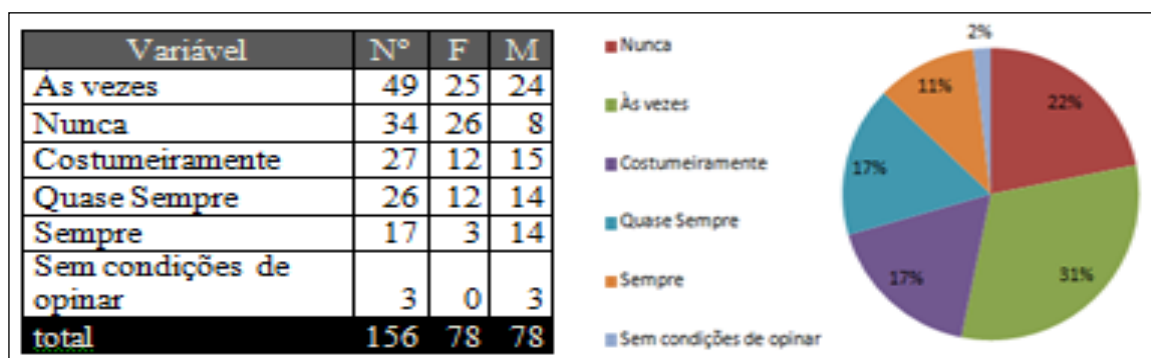 Variável Nº F M
Às vezes 49 25 24
Nunca 34 26 8
Costumeiramente 27 12 15
Quase Sempre 26 12 14
Sempre 17 3 14
Sem condições de
opinar 3 0 3
total 156 78 78
Nunca
Às vezes
Costumeiramente
Quase Sempre
Sempre
Sem condições de opinar
2%
11%
22%
17%
17%
31%